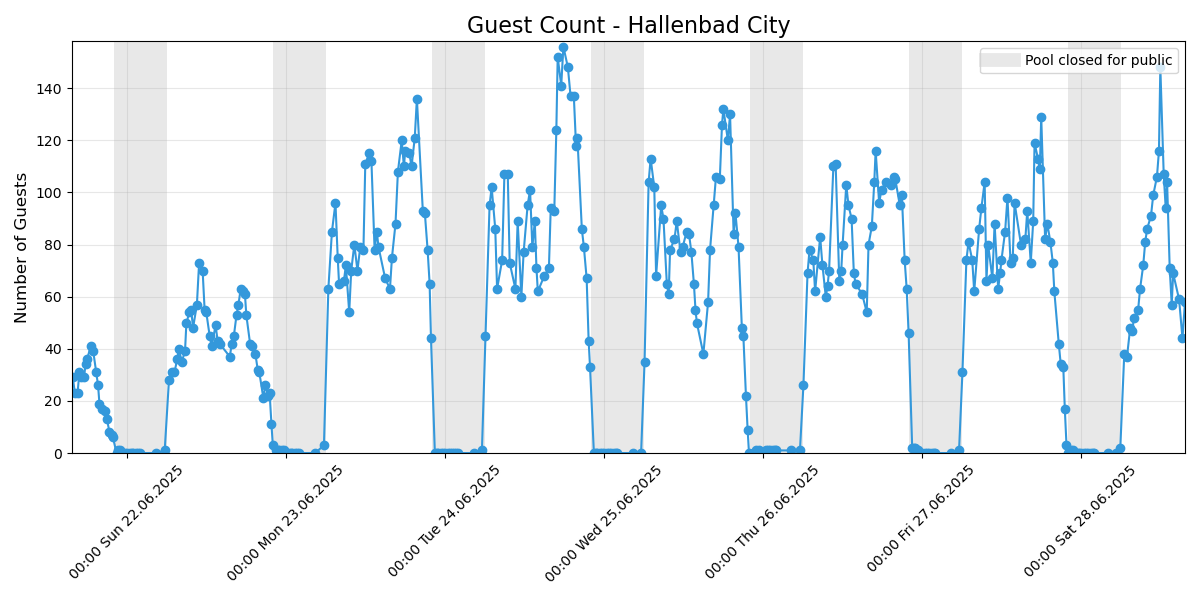 Guest Count - Hallenbad City
Pool closed for public
Number of Guests
140
120
100
80
60
40
20
0
00:00 Sun 22.06.2025
00:00 Mon 23.06.2025
00:00 Tue 24.06.2025
00:00 Wed 25.06.2025
00:00 Thu 26.06.2025
00:00 Fri 27.06.2025
00:00 Sat 28.06.2025